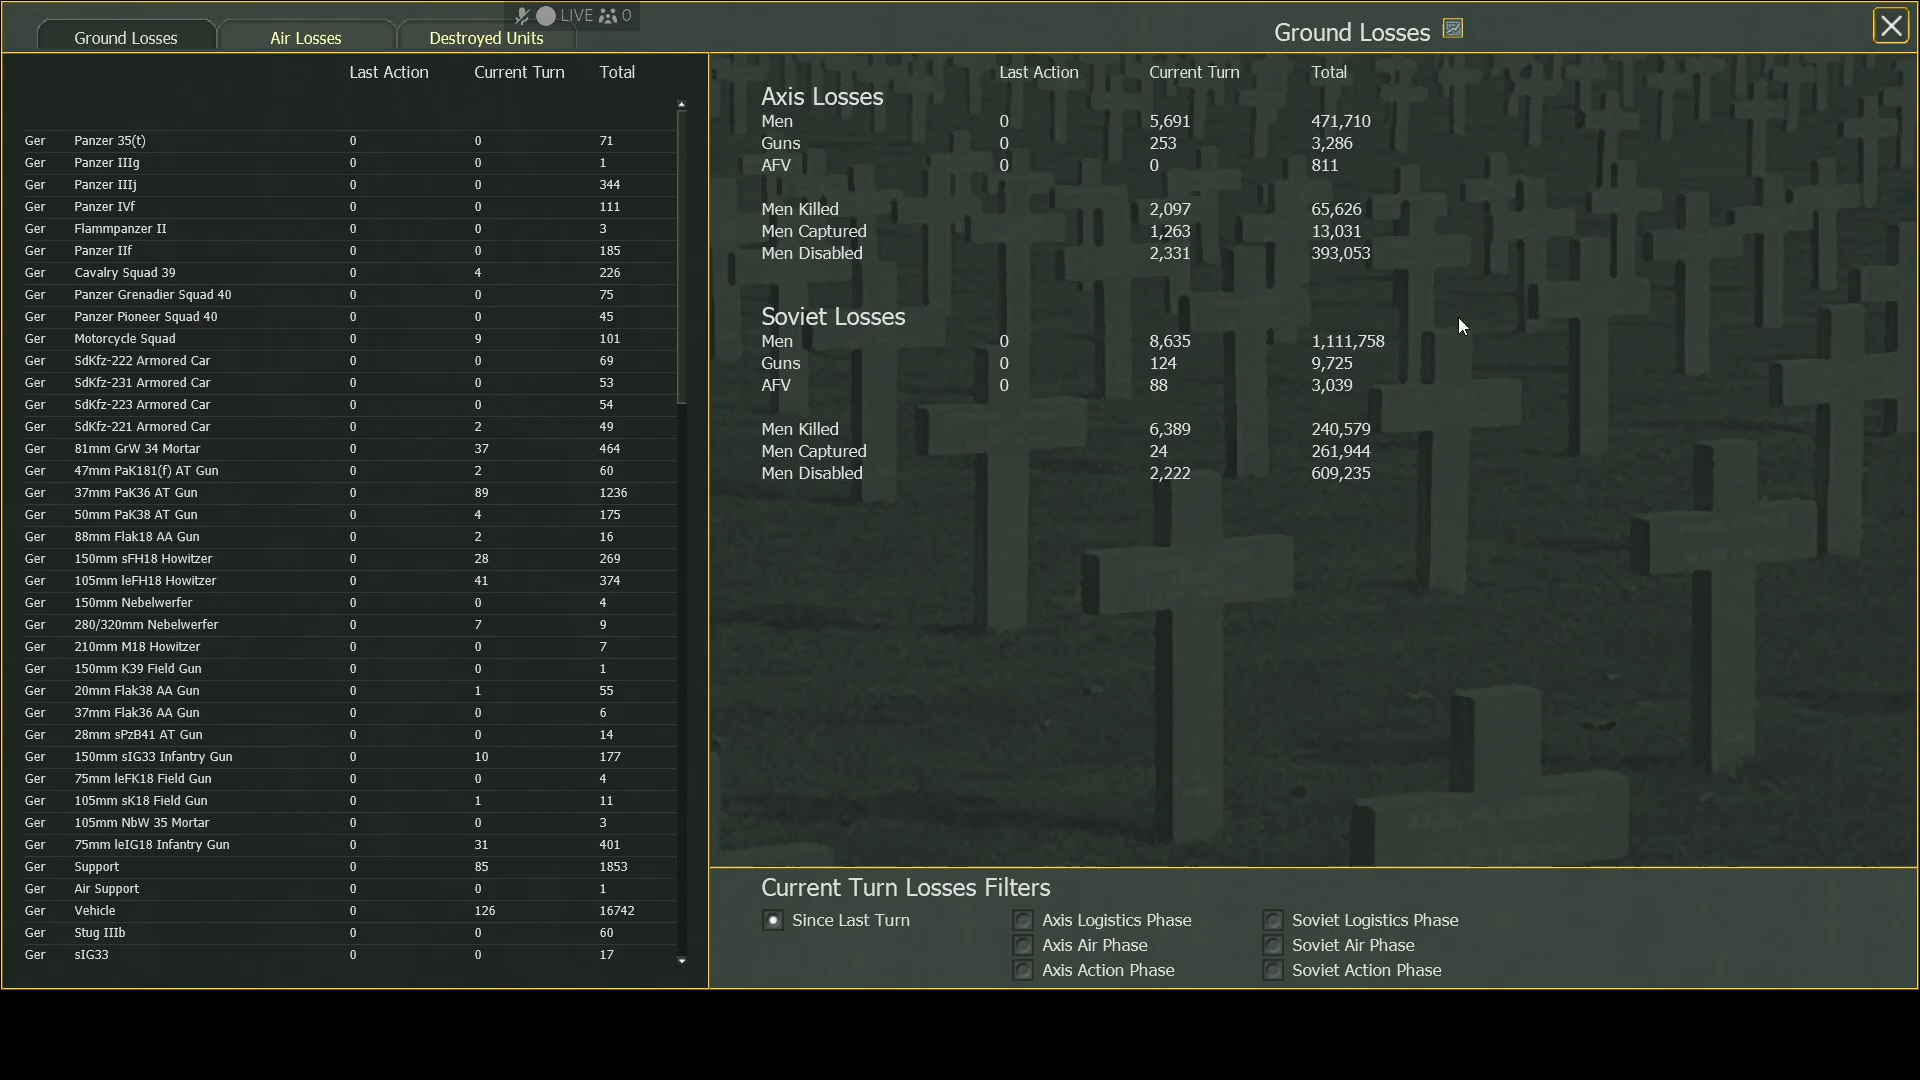 LIVE 0
Ground Losses Air Losses Destroyed Units
Ground Losses
Last Action Current Turn Total
Ger Panzer 35(t) 0 0 71
Ger Panzer IIIg 0 0 1
Ger Panzer IIIj 0 0 344
Ger Panzer IVf 0 0 111
Ger Flammpanzer II 0 0 3
Ger Panzer IIf 0 0 185
Ger Cavalry Squad 39 0 4 226
Ger Panzer Grenadier Squad 40 0 0 75
Ger Panzer Pioneer Squad 40 0 0 45
Ger Motorcycle Squad 0 9 101
Ger SdKfz-222 Armored Car 0 0 69
Ger SdKfz-231 Armored Car 0 0 53
Ger SdKfz-223 Armored Car 0 0 54
Ger SdKfz-221 Armored Car 0 2 49
Ger 81mm GrW 34 Mortar 0 37 464
Ger 47mm PaK181(f) AT Gun 0 2 60
Ger 37mm PaK36 AT Gun 0 89 1236
Ger 50mm PaK38 AT Gun 0 4 175
Ger 88mm Flak18 AA Gun 0 2 16
Ger 150mm sFH18 Howitzer 0 28 269
Ger 105mm leFH18 Howitzer 0 41 374
Ger 150mm Nebelwerfer 0 0 4
Ger 280/320mm Nebelwerfer 0 7 9
Ger 210mm M18 Howitzer 0 0 7
Ger 150mm K39 Field Gun 0 0 1
Ger 20mm Flak38 AA Gun 0 1 55
Ger 37mm Flak36 AA Gun 0 0 6
Ger 28mm sPzB41 AT Gun 0 0 14
Ger 150mm sIG33 Infantry Gun 0 10 177
Ger 75mm leFK18 Field Gun 0 0 4
Ger 105mm sK18 Field Gun 0 1 11
Ger 105mm NbW 35 Mortar 0 0 3
Ger 75mm leIG18 Infantry Gun 0 31 401
Ger Support 0 85 1853
Ger Air Support 0 0 1
Ger Vehicle 0 126 16742
Ger Stug IIIb 0 0 60
Ger sIG33 0 0 17
Last Action Current Turn Total
Axis Losses
Men 0 5,691 471,710
Guns 0 253 3,286
AFV 0 0 811
Men Killed 2,097 65,626
Men Captured 1,263 13,031
Men Disabled 2,331 393,053
Soviet Losses
Men 0 8,635 1,111,758
Guns 0 124 9,725
AFV 0 88 3,039
Men Killed 6,389 240,579
Men Captured 24 261,944
Men Disabled 2,222 609,235
Current Turn Losses Filters
Since Last Turn Axis Logistics Phase Soviet Logistics Phase
Axis Air Phase Soviet Air Phase
Axis Action Phase Soviet Action Phase